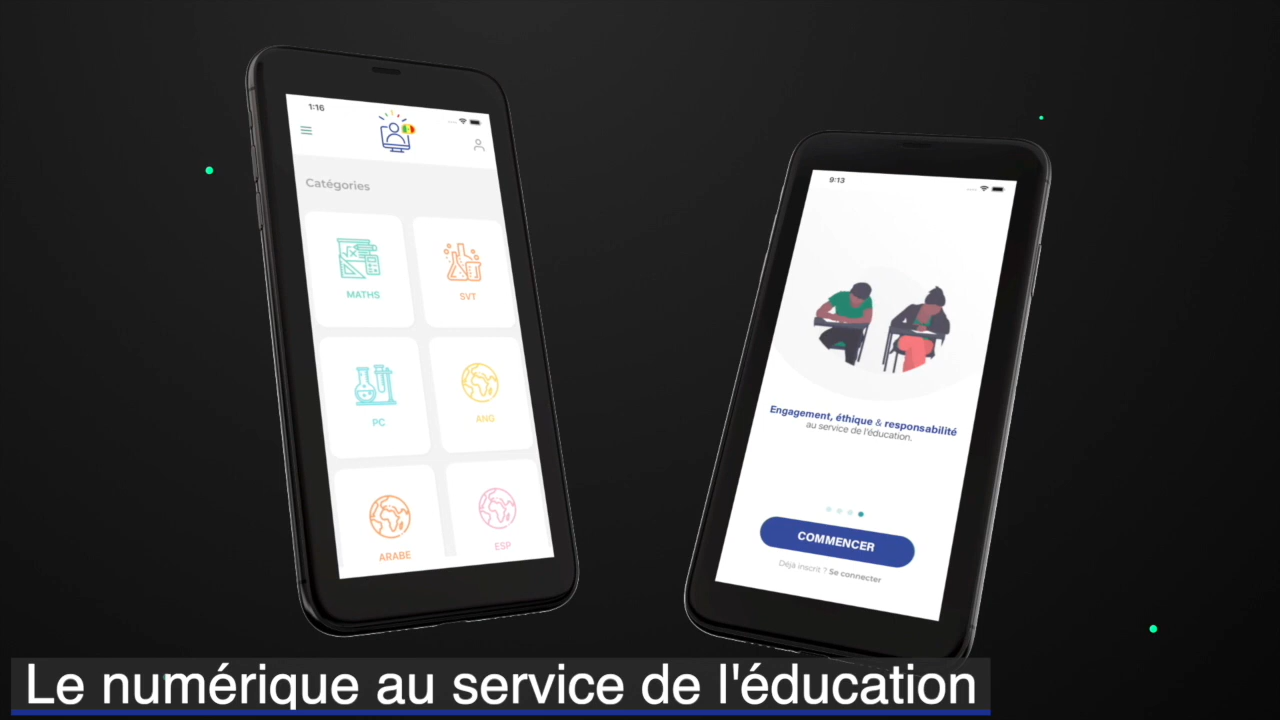 1:16
Catégories
MATHS
SVT
PC
ANG
ARABE
ESP
9:13
Engagement, éthique & responsabilité
au service de l'éducation.
COMMENCER
Déjà inscrit ? Se connecter
Le numérique au service de l'éducation